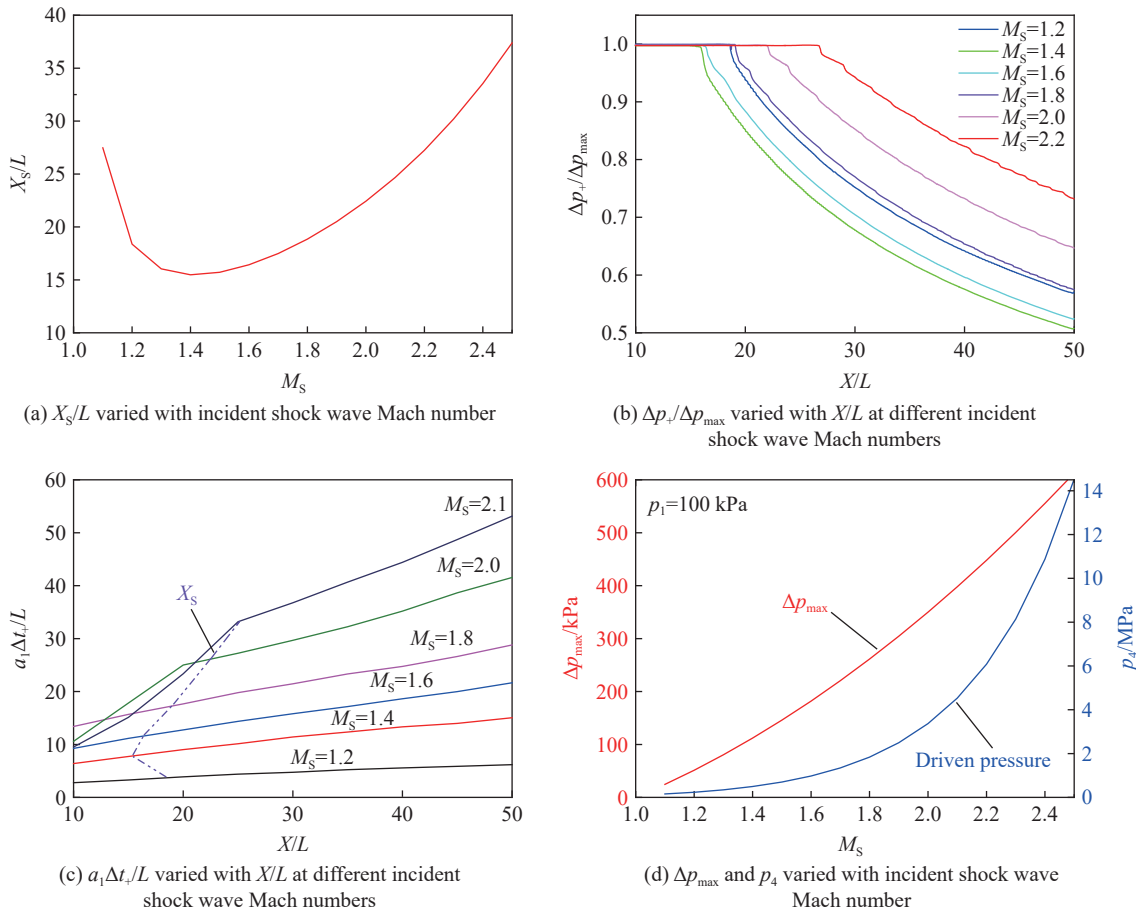 40
35
30
25
20
15
10
X_S/L
1.0 1.2 1.4 1.6 1.8 2.0 2.2 2.4
M_S
(a) X_S/L varied with incident shock wave Mach number
1.0
0.9
0.8
0.7
0.6
0.5
Δp_+/Δp_max
M_S=1.2
M_S=1.4
M_S=1.6
M_S=1.8
M_S=2.0
M_S=2.2
10 20 30 40 50
X/L
(b) Δp_+/Δp_max varied with X/L at different incident
shock wave Mach numbers
60
50
40
30
20
10
0
a_1Δt_+/L
X_S
M_S=2.1
M_S=2.0
M_S=1.8
M_S=1.6
M_S=1.4
M_S=1.2
10 20 30 40 50
X/L
(c) a_1Δt_+/L varied with X/L at different incident
shock wave Mach numbers
600
500
400
300
200
100
0
Δp_max/kPa
p_1=100 kPa
Δp_max
Driven pressure
14
12
10
8
6
4
2
0
p_4/MPa
1.0 1.2 1.4 1.6 1.8 2.0 2.2 2.4
M_S
(d) Δp_max and p_4 varied with incident shock wave
Mach number